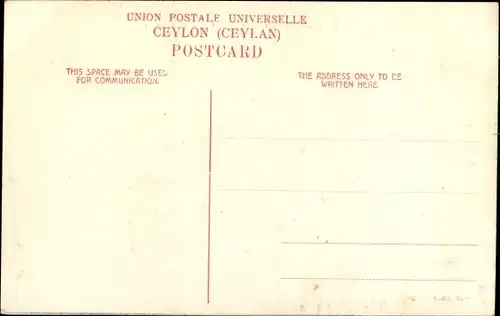 UNION POSTALE UNIVERSELLE
CEYLON (CEYLAN)
POSTCARD
THIS SPACE MAY BE USED
FOR COMMUNICATION.
THE ADDRESS ONLY TO BE
WRITTEN HERE.